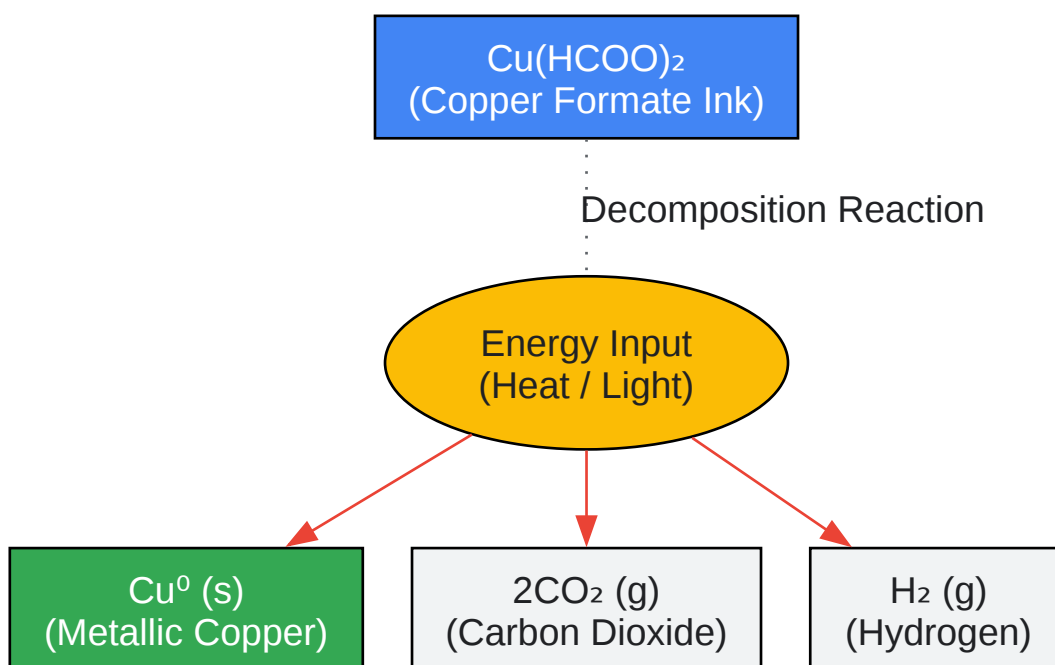 Cu(HCOO)₂
(Copper Formate Ink)
Decomposition Reaction
Energy Input
(Heat / Light)
Cu⁰ (s)
(Metallic Copper)
2CO₂ (g)
(Carbon Dioxide)
H₂ (g)
(Hydrogen)